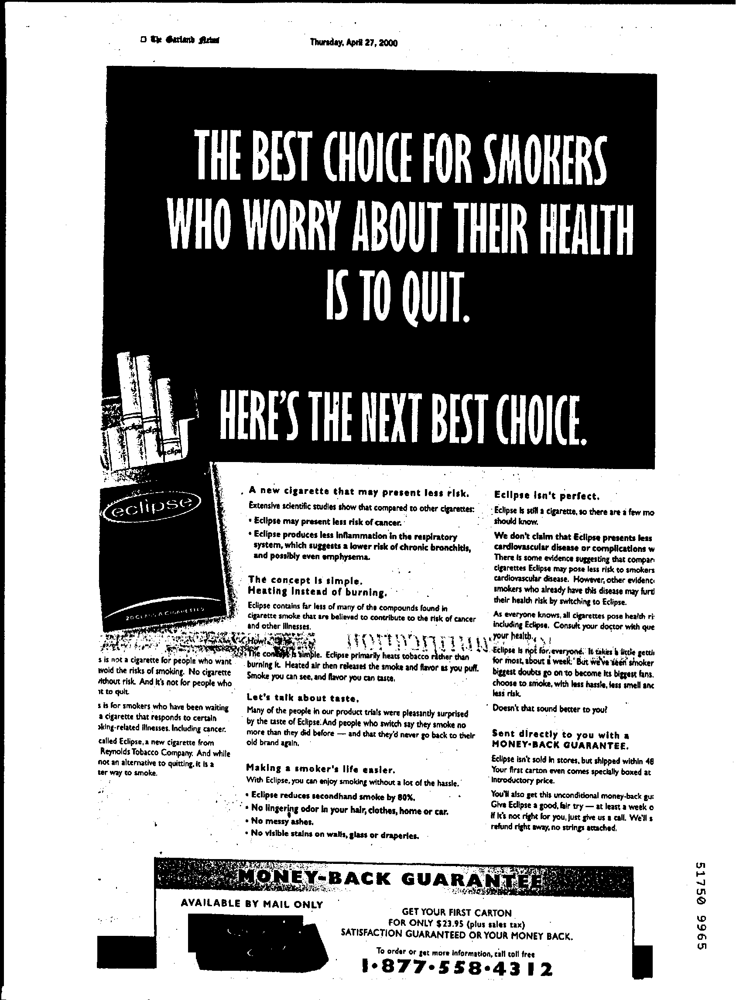 The Garland News
Thursday, April 27, 2000
THE BEST CHOICE FOR SMOKERS
WHO WORRY ABOUT THEIR HEALTH
IS TO QUIT.
HERE'S THE NEXT BEST CHOICE.
eclipse
20 CLASS A CIGARETTES
s is not a cigarette for people who want
avoid the risks of smoking. No cigarette
ithout risk. And it's not for people who
it to quit.
s is for smokers who have been waiting
a cigarette that responds to certain
oking-related illnesses. Including cancer.
called Eclipse, a new cigarette from
Reynolds Tobacco Company. And while
not an alternative to quitting, it is a
ter way to smoke.
A new cigarette that may present less risk.
Extensive scientific studies show that compared to other cigarettes:
• Eclipse may present less risk of cancer.
• Eclipse produces less inflammation in the respiratory
system, which suggests a lower risk of chronic bronchitis,
and possibly even emphysema.
The concept is simple.
Heating instead of burning.
Eclipse contains far less of many of the compounds found in
cigarette smoke that are believed to contribute to the risk of cancer
and other illnesses.
The concept is simple. Eclipse primarily heats tobacco rather than
burning it. Heated air then releases the smoke and flavor as you puff.
Smoke you can see, and flavor you can taste.
Let's talk about taste.
Many of the people in our product trials were pleasantly surprised
by the taste of Eclipse. And people who switch say they smoke no
more than they did before — and that they'd never go back to their
old brand again.
Making a smoker's life easier.
With Eclipse, you can enjoy smoking without a lot of the hassle.
• Eclipse reduces secondhand smoke by 80%.
• No lingering odor in your hair, clothes, home or car.
• No messy ashes.
• No visible stains on walls, glass or draperies.
Eclipse isn't perfect.
Eclipse is still a cigarette, so there are a few mo
should know.
We don't claim that Eclipse presents less
cardiovascular disease or complications w
There is some evidence suggesting that compar
cigarettes Eclipse may pose less risk to smokers
cardiovascular disease. However, other evidenc
smokers who already have this disease may furt
their health risk by switching to Eclipse.
As everyone knows, all cigarettes pose health ri
including Eclipse. Consult your doctor with que
your health.
Eclipse is not for everyone. It takes a little getti
for most, about a week. But we've seen smoker
biggest doubts go on to become its biggest fans.
choose to smoke, with less hassle, less smell and
less risk.
Doesn't that sound better to you?
Sent directly to you with a
MONEY-BACK GUARANTEE.
Eclipse isn't sold in stores, but shipped within 48
Your first carton even comes specially boxed at
introductory price.
You'll also get this unconditional money-back gu
Give Eclipse a good, fair try — at least a week o
If it's not right for you, just give us a call. We'll s
refund right away, no strings attached.
MONEY-BACK GUARANTEE
AVAILABLE BY MAIL ONLY
GET YOUR FIRST CARTON
FOR ONLY $23.95 (plus sales tax)
SATISFACTION GUARANTEED OR YOUR MONEY BACK.
To order or get more information, call toll free
1•877•558•4312
51750 9965